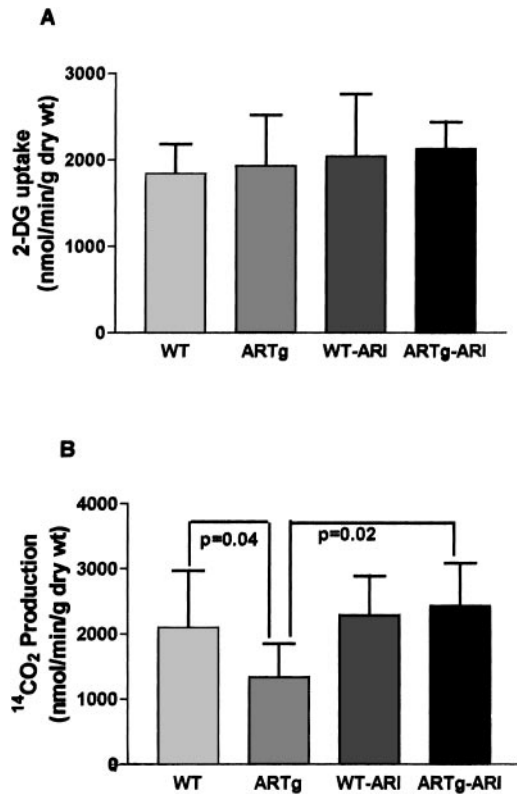 A
3000
2000
1000
0
2-DG uptake
(nmol/min/g dry wt)
WT ARTg WT-ARI ARTg-ARI
B
4000
3000
2000
1000
0
¹⁴CO₂ Production
(nmol/min/g dry wt)
p=0.04
p=0.02
WT ARTg WT-ARI ARTg-ARI